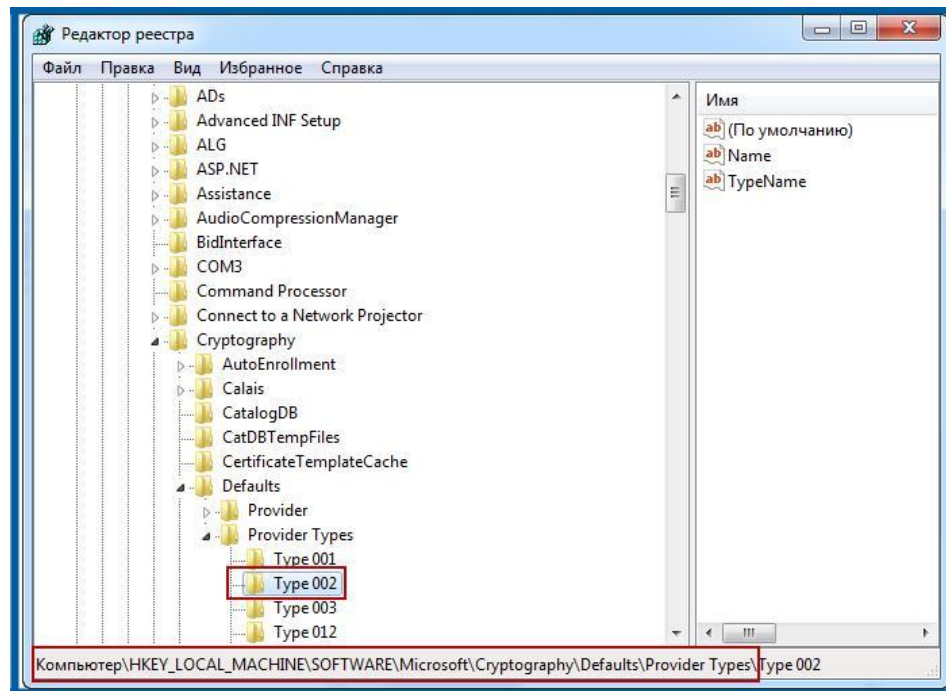 Редактор реестра
Файл Правка Вид Избранное Справка
ADs
Advanced INF Setup
ALG
ASP.NET
Assistance
AudioCompressionManager
BidInterface
COM3
Command Processor
Connect to a Network Projector
Cryptography
AutoEnrollment
Calais
CatalogDB
CatDBTempFiles
CertificateTemplateCache
Defaults
Provider
Provider Types
Type 001
Type 002
Type 003
Type 012
Имя
ab (По умолчанию)
ab Name
ab TypeName
Компьютер\HKEY_LOCAL_MACHINE\SOFTWARE\Microsoft\Cryptography\Defaults\Provider Types\Type 002